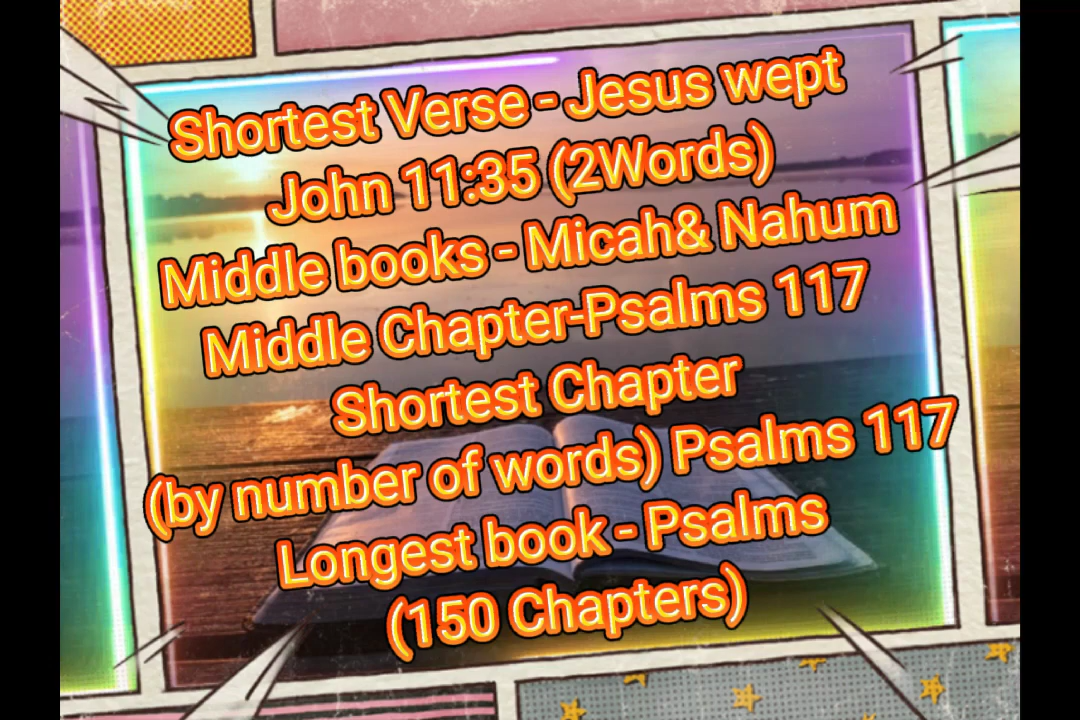 Shortest Verse - Jesus wept
John 11:35 (2Words)
Middle books - Micah& Nahum
Middle Chapter-Psalms 117
Shortest Chapter
(by number of words) Psalms 117
Longest book - Psalms
(150 Chapters)